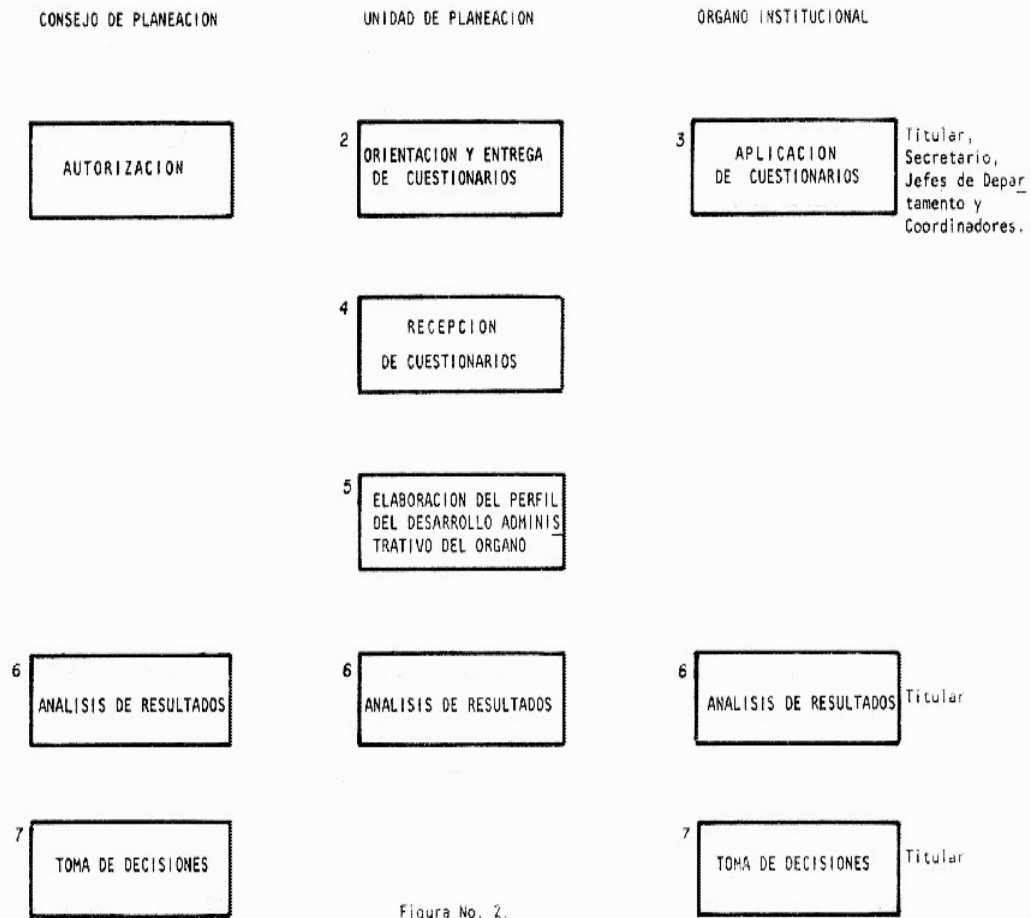 CONSEJO DE PLANEACION
UNIDAD DE PLANEACION
ORGANO INSTITUCIONAL
AUTORIZACION
2
ORIENTACION Y ENTREGA
DE CUESTIONARIOS
3
APLICACION
DE CUESTIONARIOS
Titular,
Secretario,
Jefes de Depar
tamento y
Coordinadores.
4
RECEPCION
DE CUESTIONARIOS
5
ELABORACION DEL PERFIL
DEL DESARROLLO ADMINIS
TRATIVO DEL ORGANO
6
ANALISIS DE RESULTADOS
6
ANALISIS DE RESULTADOS
6
ANALISIS DE RESULTADOS
Titular
7
TOMA DE DECISIONES
7
TOMA DE DECISIONES
Titular
Figura No. 2.